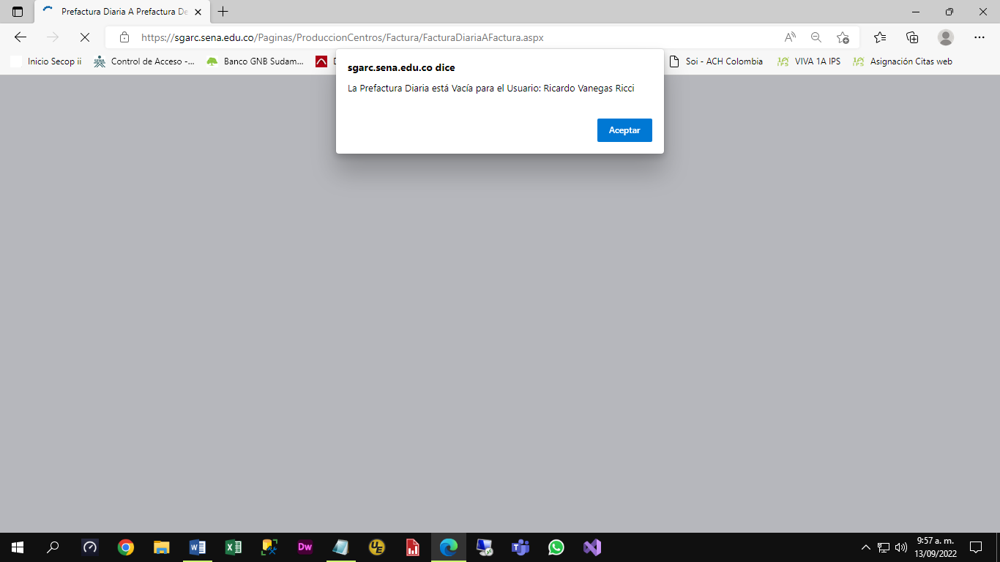 Prefactura Diaria A Prefactura De
https://sgarc.sena.edu.co/Paginas/ProduccionCentros/Factura/FacturaDiariaAFactura.aspx
Inicio Secop ii
Control de Acceso -...
Banco GNB Sudam...
Soi - ACH Colombia
VIVA 1A IPS
Asignación Citas web
sgarc.sena.edu.co dice
La Prefactura Diaria está Vacía para el Usuario: Ricardo Vanegas Ricci
Aceptar
Dw
UE
9:57 a. m.
13/09/2022